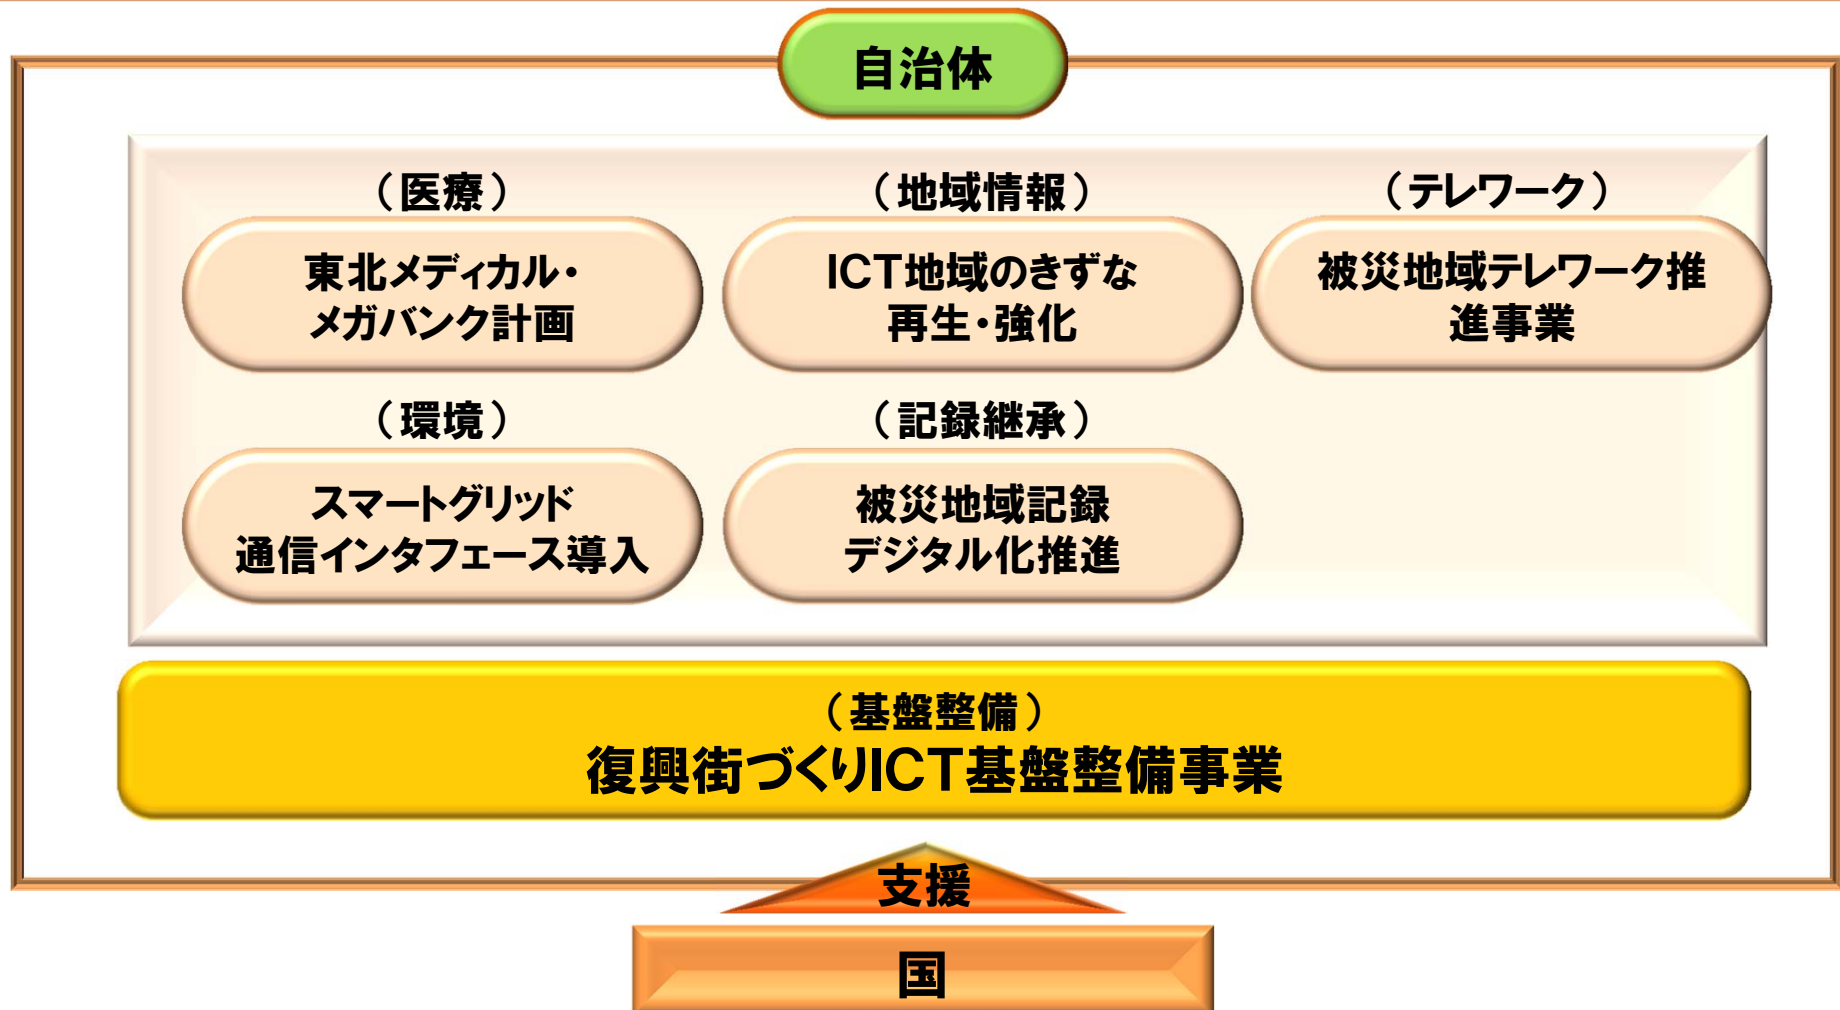 自治体
（医療）
東北メディカル・
メガバンク計画
（地域情報）
ICT地域のきずな
再生・強化
（テレワーク）
被災地域テレワーク推
進事業
（環境）
スマートグリッド
通信インタフェース導入
（記録継承）
被災地域記録
デジタル化推進
（基盤整備）
復興街づくりICT基盤整備事業
支援
国